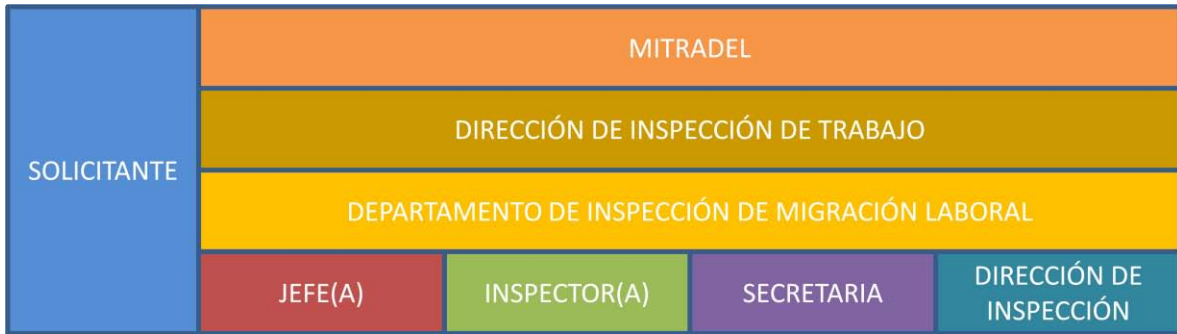 SOLICITANTE
MITRADEL
DIRECCIÓN DE INSPECCIÓN DE TRABAJO
DEPARTAMENTO DE INSPECCIÓN DE MIGRACIÓN LABORAL
JEFE(A)
INSPECTOR(A)
SECRETARIA
DIRECCIÓN DE
INSPECCIÓN